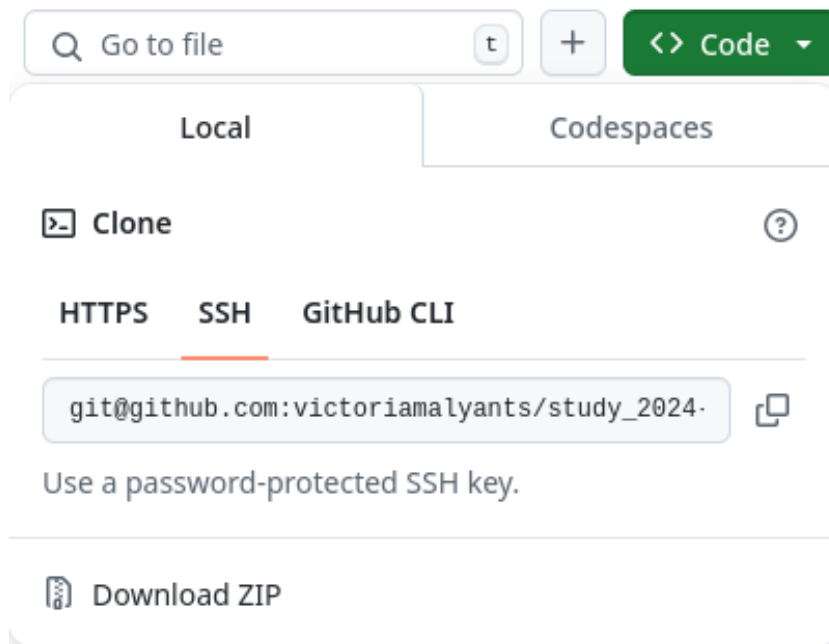 Go to file t + <> Code
Local Codespaces
Clone
HTTPS SSH GitHub CLI
git@github.com:victoriamalyants/study_2024-
Use a password-protected SSH key.
Download ZIP